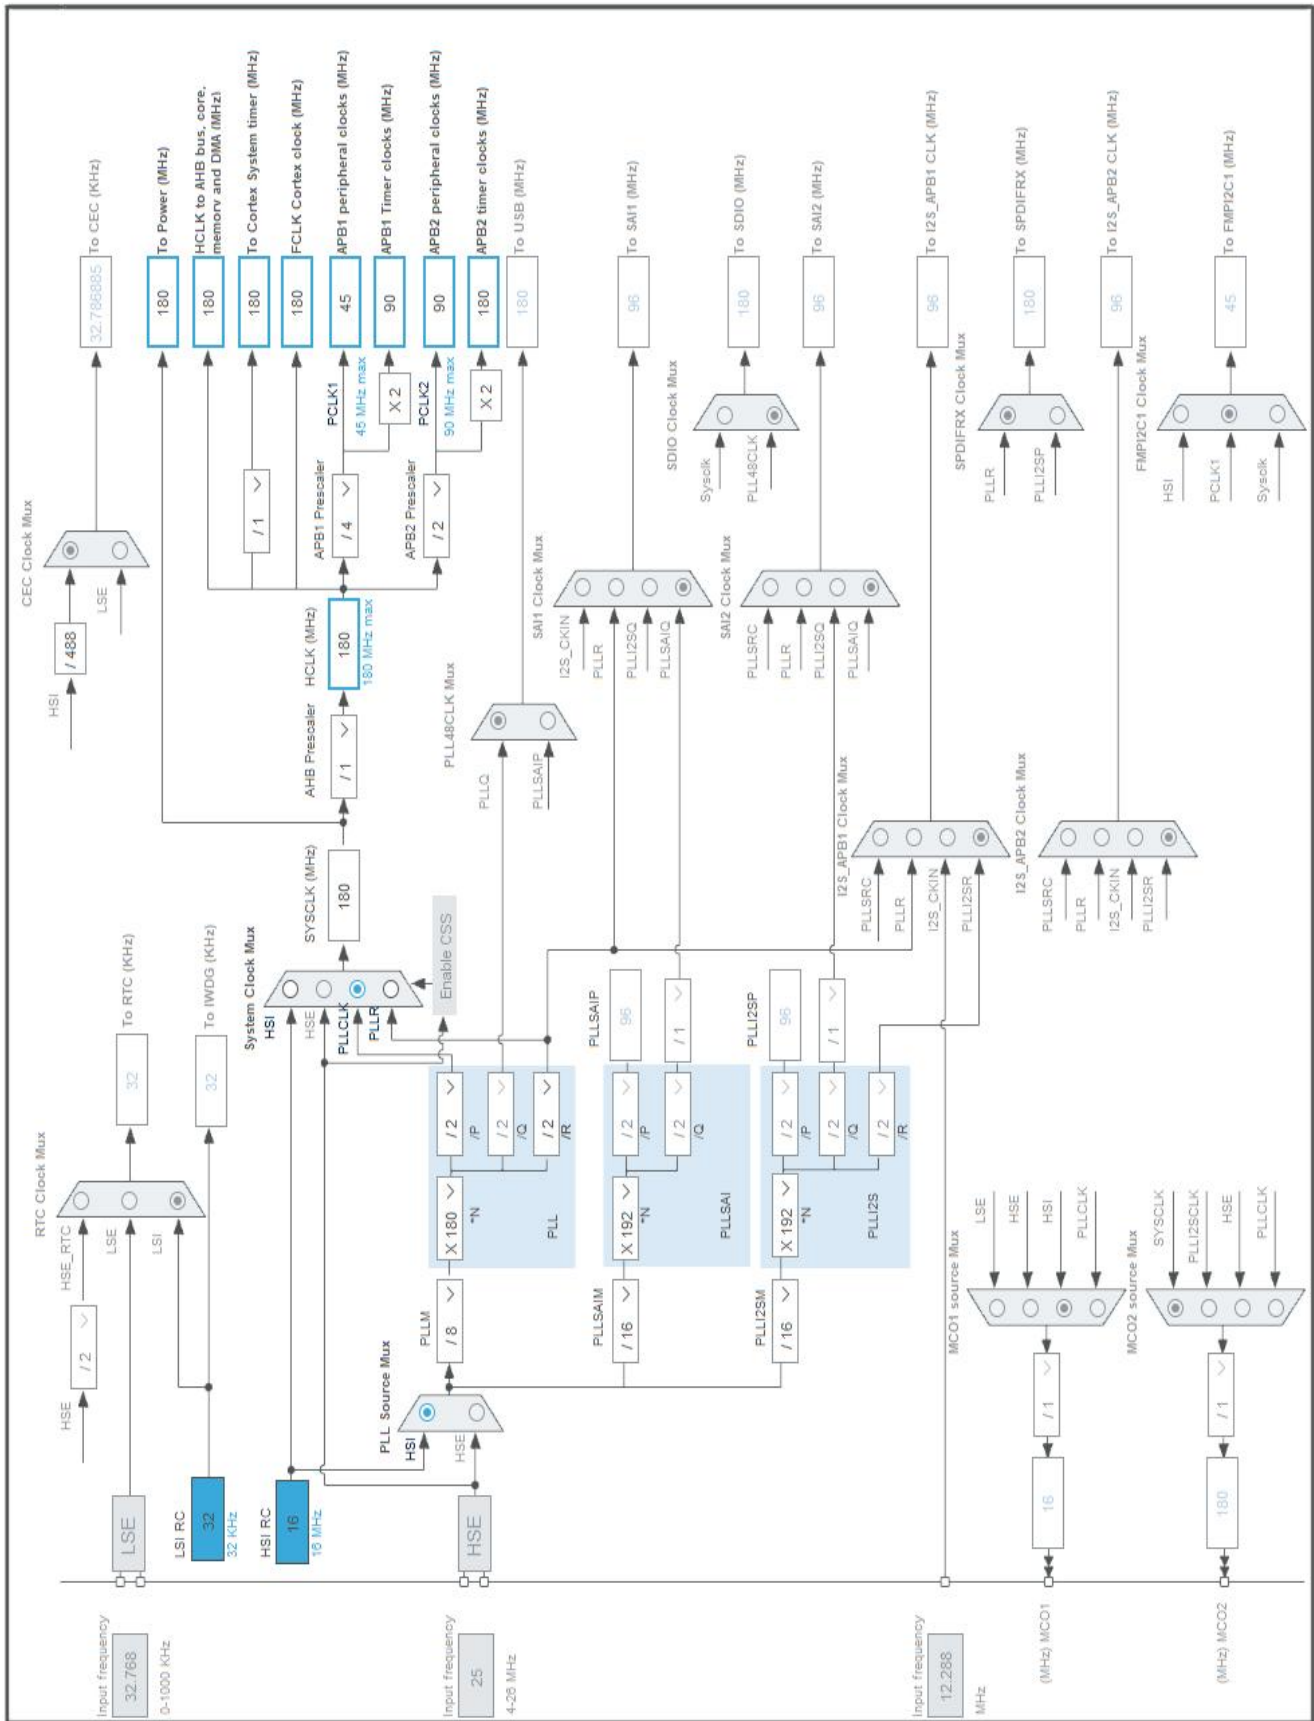 Input frequency
32.768
0-1000 KHz
LSE
HSE
/ 2
HSE_RTC
LSE
LSI
RTC Clock Mux
32
To RTC (KHz)
LSI RC
32
32 KHz
32
To IWDG (KHz)
HSI RC
16
16 MHz
Input frequency
25
4-26 MHz
HSE
PLL Source Mux
HSI
HSE
PLLM
/ 8
X 180
*N
/ 2
/P
/ 2
/Q
/ 2
/R
PLL
System Clock Mux
HSI
HSE
PLLCLK
PLLR
Enable CSS
SYSCLK (MHz)
180
AHB Prescaler
/ 1
HCLK (MHz)
180
180 MHz max
HSI
/ 488
LSE
CEC Clock Mux
32.786885
To CEC (KHz)
180
To Power (MHz)
180
HCLK to AHB bus, core,
memory and DMA (MHz)
/ 1
180
To Cortex System timer (MHz)
180
FCLK Cortex clock (MHz)
APB1 Prescaler
/ 4
PCLK1
45 MHz max
45
APB1 peripheral clocks (MHz)
X 2
90
APB1 Timer clocks (MHz)
APB2 Prescaler
/ 2
PCLK2
90 MHz max
90
APB2 peripheral clocks (MHz)
X 2
180
APB2 timer clocks (MHz)
PLLQ
PLLSAIP
PLL48CLK Mux
180
To USB (MHz)
PLLSAIM
/ 16
X 192
*N
/ 2
/P
/ 2
/Q
PLLSAI
PLLSAIP
96
/ 1
I2S_CKIN
PLLR
PLLI2SQ
PLLSAIQ
SAI1 Clock Mux
96
To SAI1 (MHz)
Sysclk
PLL48CLK
SDIO Clock Mux
180
To SDIO (MHz)
PLLI2SM
/ 16
X 192
*N
/ 2
/P
/ 2
/Q
/ 2
/R
PLLI2S
PLLI2SP
96
/ 1
PLLSRC
PLLR
PLLI2SQ
PLLSAIQ
SAI2 Clock Mux
96
To SAI2 (MHz)
I2S_APB1 Clock Mux
PLLSRC
PLLR
I2S_CKIN
PLLI2SR
96
To I2S_APB1 CLK (MHz)
SPDIFRX Clock Mux
PLLR
PLLI2SP
180
To SPDIFRX (MHz)
I2S_APB2 Clock Mux
PLLSRC
PLLR
I2S_CKIN
PLLI2SR
96
To I2S_APB2 CLK (MHz)
FMPI2C1 Clock Mux
HSI
PCLK1
Sysclk
45
To FMPI2C1 (MHz)
Input frequency
12.288
MHz
MCO1 source Mux
LSE
HSE
HSI
PLLCLK
/ 1
16
(MHz) MCO1
MCO2 source Mux
SYSCLK
PLLI2SCLK
HSE
PLLCLK
/ 1
180
(MHz) MCO2